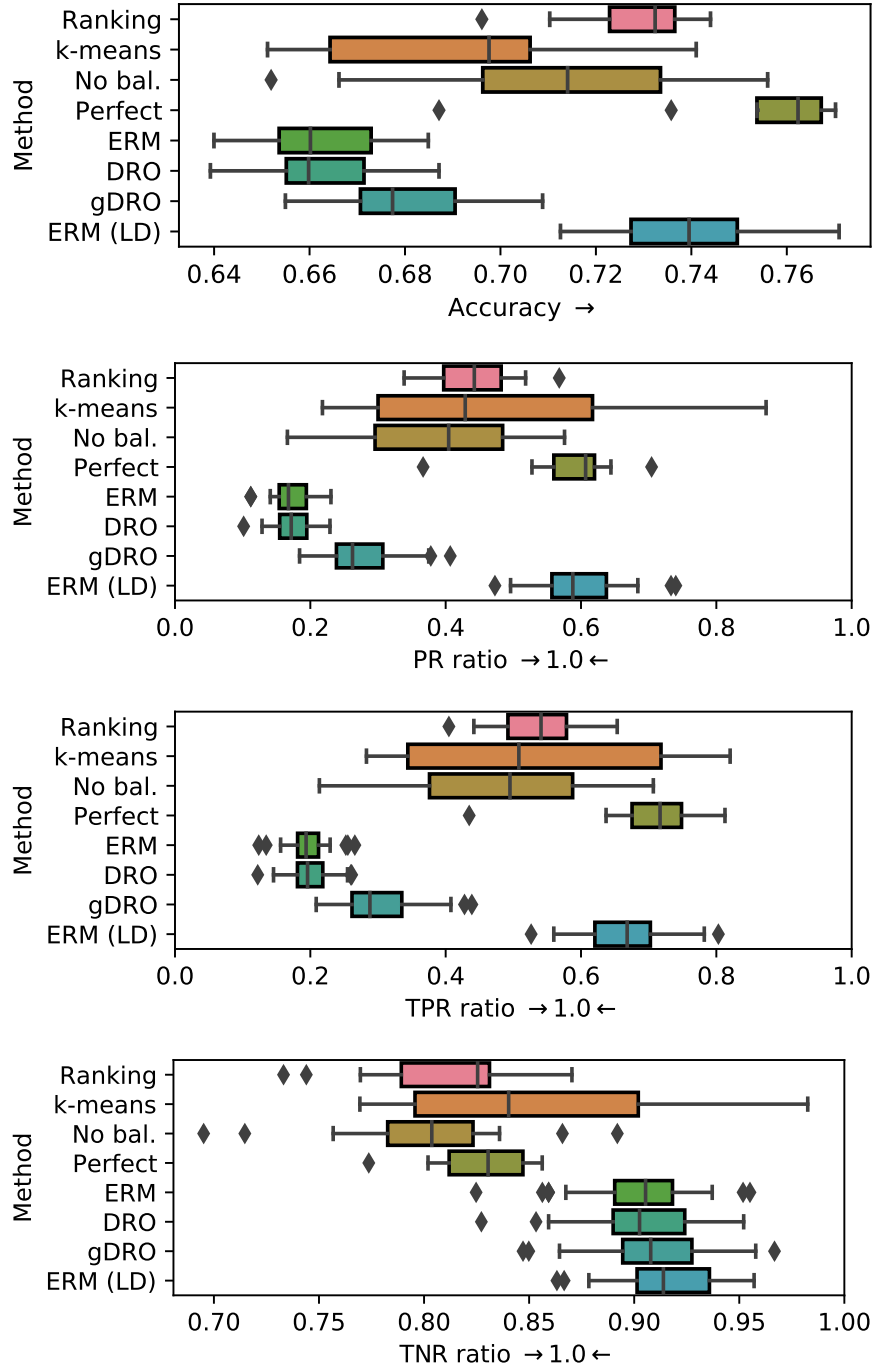 Ranking
k-means
No bal.
Perfect
ERM
DRO
gDRO
ERM (LD)
Method
0.64 0.66 0.68 0.70 0.72 0.74 0.76
Accuracy →
Ranking
k-means
No bal.
Perfect
ERM
DRO
gDRO
ERM (LD)
Method
0.0 0.2 0.4 0.6 0.8 1.0
PR ratio →1.0←
Ranking
k-means
No bal.
Perfect
ERM
DRO
gDRO
ERM (LD)
Method
0.0 0.2 0.4 0.6 0.8 1.0
TPR ratio →1.0←
Ranking
k-means
No bal.
Perfect
ERM
DRO
gDRO
ERM (LD)
Method
0.70 0.75 0.80 0.85 0.90 0.95 1.00
TNR ratio →1.0←